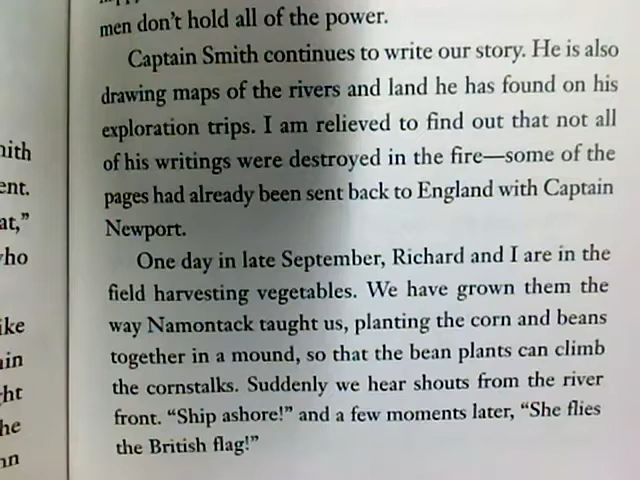 men don't hold all of the power.
Captain Smith continues to write our story. He is also
drawing maps of the rivers and land he has found on his
exploration trips. I am relieved to find out that not all
of his writings were destroyed in the fire—some of the
pages had already been sent back to England with Captain
Newport.
One day in late September, Richard and I are in the
field harvesting vegetables. We have grown them the
way Namontack taught us, planting the corn and beans
together in a mound, so that the bean plants can climb
the cornstalks. Suddenly we hear shouts from the river
front. “Ship ashore!” and a few moments later, “She flies
the British flag!”